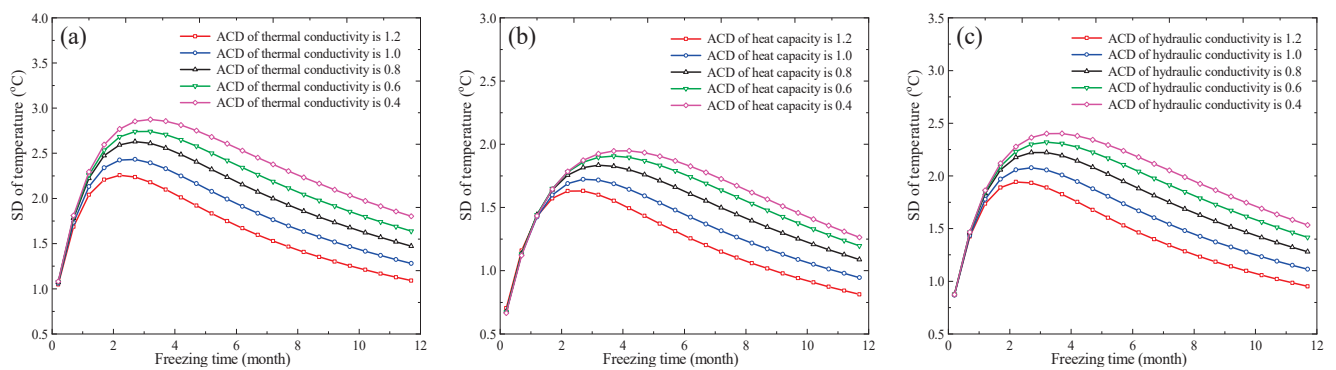 (a)
ACD of thermal conductivity is 1.2
ACD of thermal conductivity is 1.0
ACD of thermal conductivity is 0.8
ACD of thermal conductivity is 0.6
ACD of thermal conductivity is 0.4
SD of temperature (°C)
4.0
3.5
3.0
2.5
2.0
1.5
1.0
0.5
0 2 4 6 8 10 12
Freezing time (month)
(b)
ACD of heat capacity is 1.2
ACD of heat capacity is 1.0
ACD of heat capacity is 0.8
ACD of heat capacity is 0.6
ACD of heat capacity is 0.4
SD of temperature (°C)
3.0
2.5
2.0
1.5
1.0
0.5
0 2 4 6 8 10 12
Freezing time (month)
(c)
ACD of hydraulic conductivity is 1.2
ACD of hydraulic conductivity is 1.0
ACD of hydraulic conductivity is 0.8
ACD of hydraulic conductivity is 0.6
ACD of hydraulic conductivity is 0.4
SD of temperature (°C)
3.5
3.0
2.5
2.0
1.5
1.0
0.5
0 2 4 6 8 10 12
Freezing time (month)